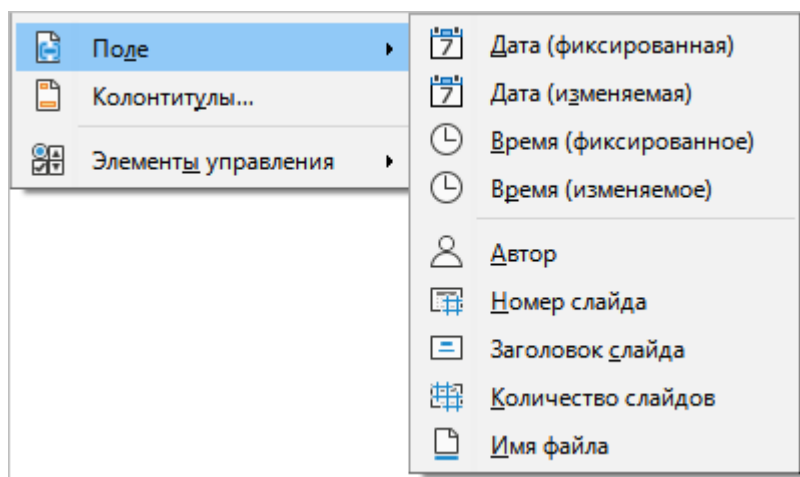 Поле
Колонтитулы...
Элементы управления
Дата (фиксированная)
Дата (изменяемая)
Время (фиксированное)
Время (изменяемое)
Автор
Номер слайда
Заголовок слайда
Количество слайдов
Имя файла